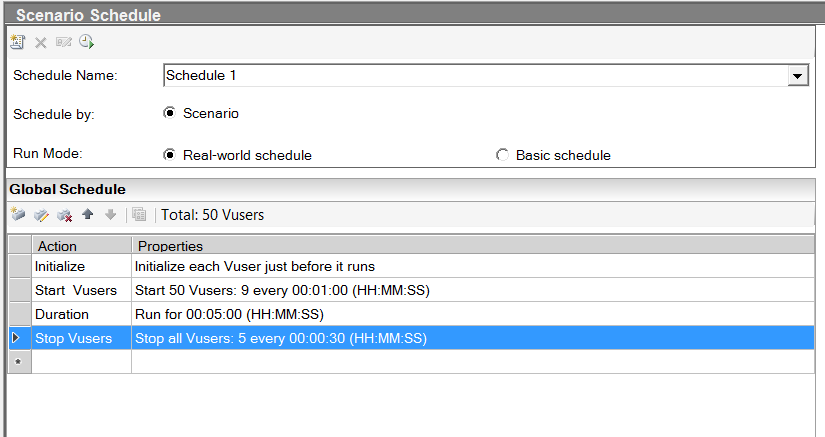 Scenario Schedule
Schedule Name: Schedule 1
Schedule by: Scenario
Run Mode: Real-world schedule Basic schedule
Global Schedule
Total: 50 Vusers
Action Properties
Initialize Initialize each Vuser just before it runs
Start Vusers Start 50 Vusers: 9 every 00:01:00 (HH:MM:SS)
Duration Run for 00:05:00 (HH:MM:SS)
Stop Vusers Stop all Vusers: 5 every 00:00:30 (HH:MM:SS)
*